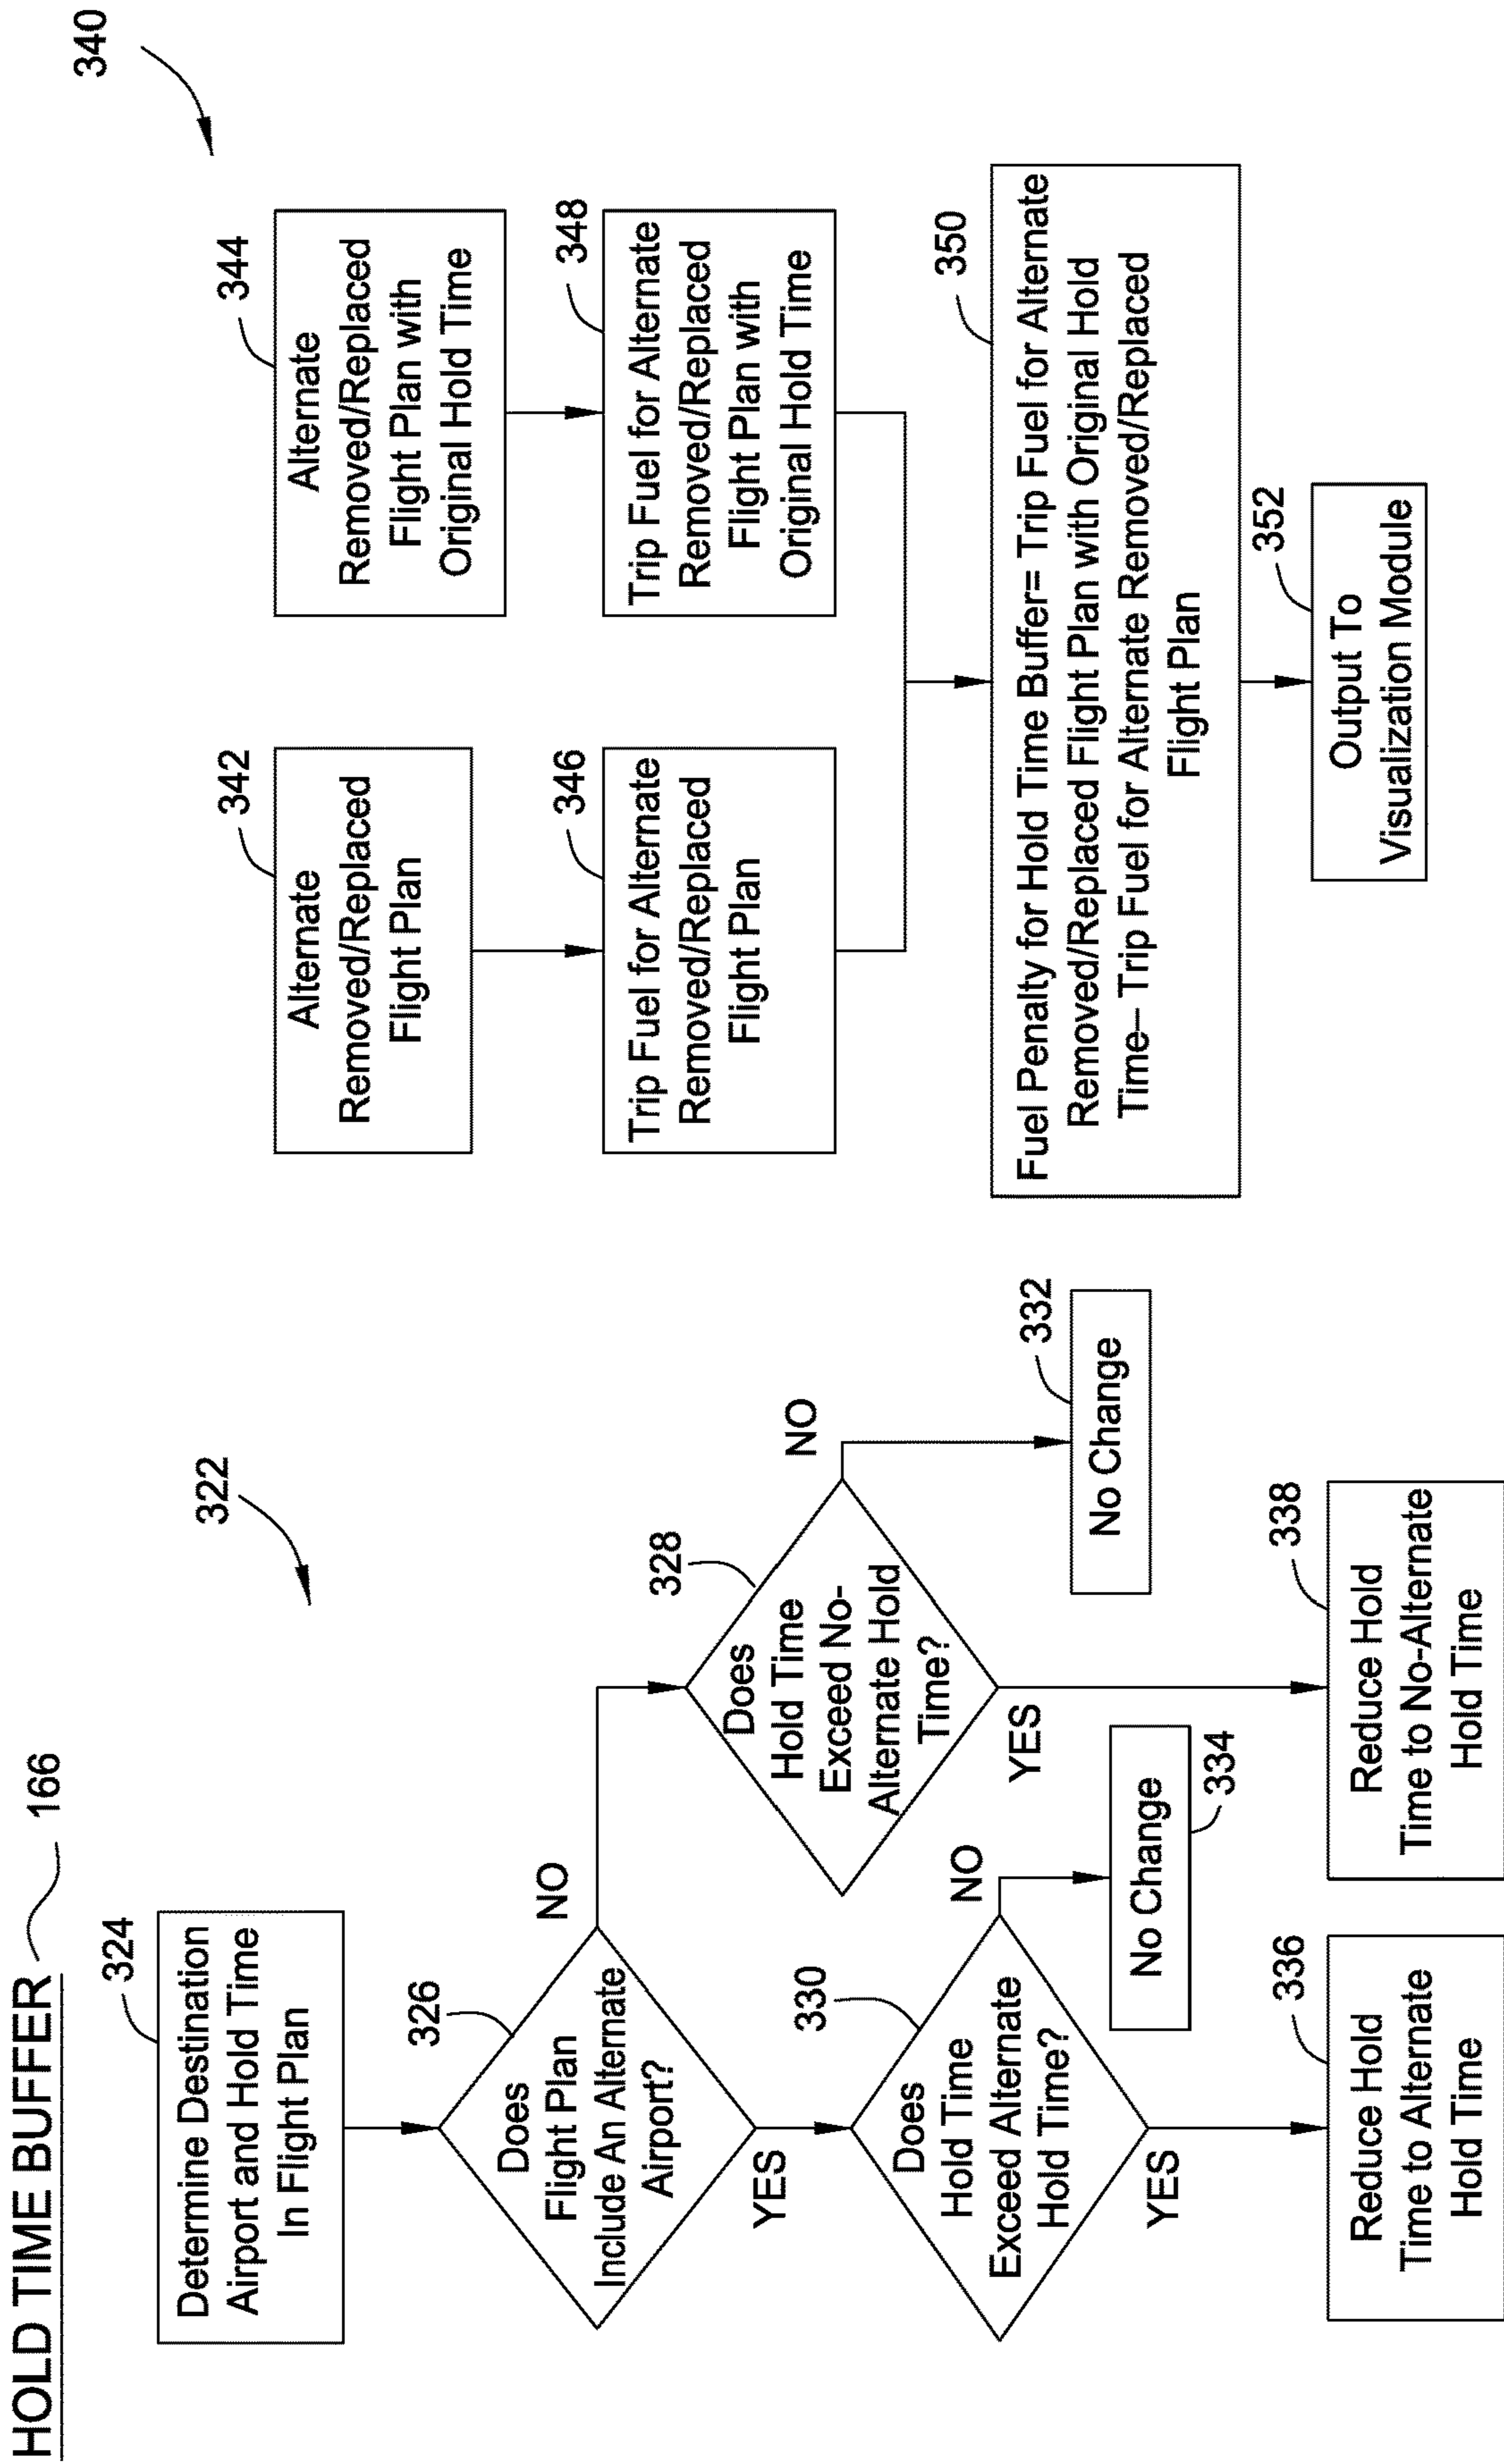 HOLD TIME BUFFER
166
322
324
Determine Destination
Airport and Hold Time
In Flight Plan
326
Does
Flight Plan
Include An Alternate
Airport?
NO
YES
328
Does
Hold Time
Exceed No-
Alternate Hold
Time?
NO
YES
332
No Change
330
Does
Hold Time
Exceed Alternate
Hold Time?
NO
YES
No Change
334
336
Reduce Hold
Time to Alternate
Hold Time
338
Reduce Hold
Time to No-Alternate
Hold Time
340
342
Alternate
Removed/Replaced
Flight Plan
344
Alternate
Removed/Replaced
Flight Plan with
Original Hold Time
346
Trip Fuel for Alternate
Removed/Replaced
Flight Plan
348
Trip Fuel for Alternate
Removed/Replaced
Flight Plan with
Original Hold Time
350
Fuel Penalty for Hold Time Buffer= Trip Fuel for Alternate
Removed/Replaced Flight Plan with Original Hold
Time– Trip Fuel for Alternate Removed/Replaced
Flight Plan
352
Output To
Visualization Module